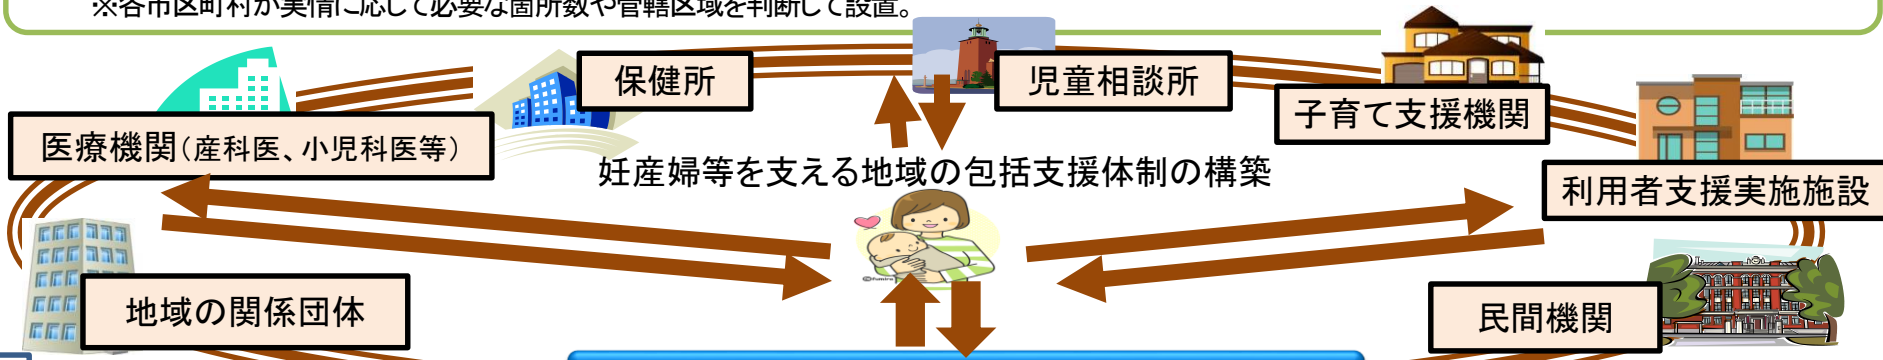 ※各市区町村が実情に応じて必要な箇所数や管轄区域を判断して設置。
保健所
児童相談所
子育て支援機関
医療機関(産科医、小児科医等)
妊産婦等を支える地域の包括支援体制の構築
利用者支援実施施設
地域の関係団体
民間機関